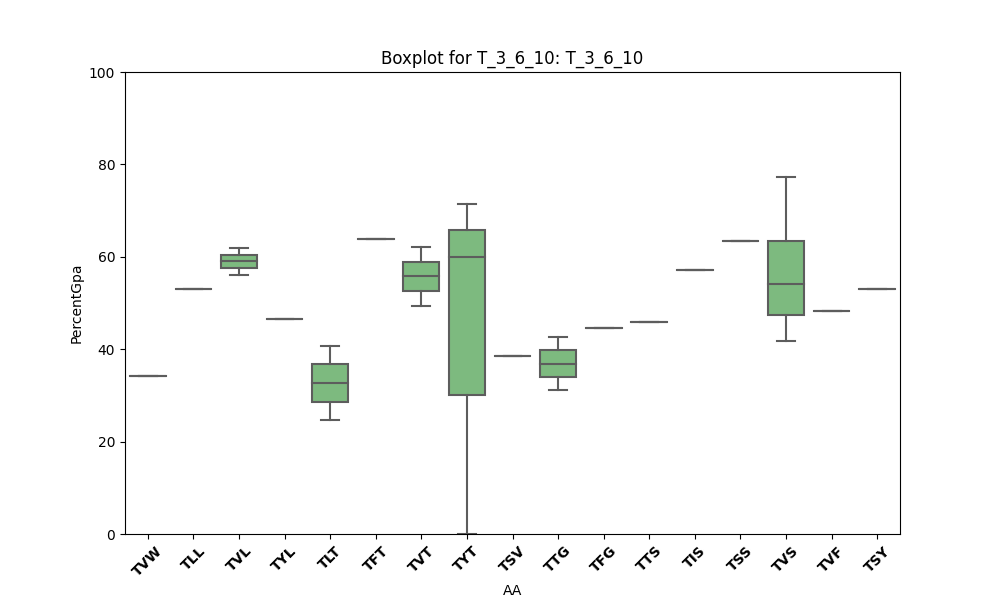 Boxplot for T_3_6_10: T_3_6_10
PercentGpa
100
80
60
40
20
0
TVW TLL TVL TYL TLT TFT TVT TYT TSV TTG TFG TTS TIS TSS TVS TVF TSY
AA